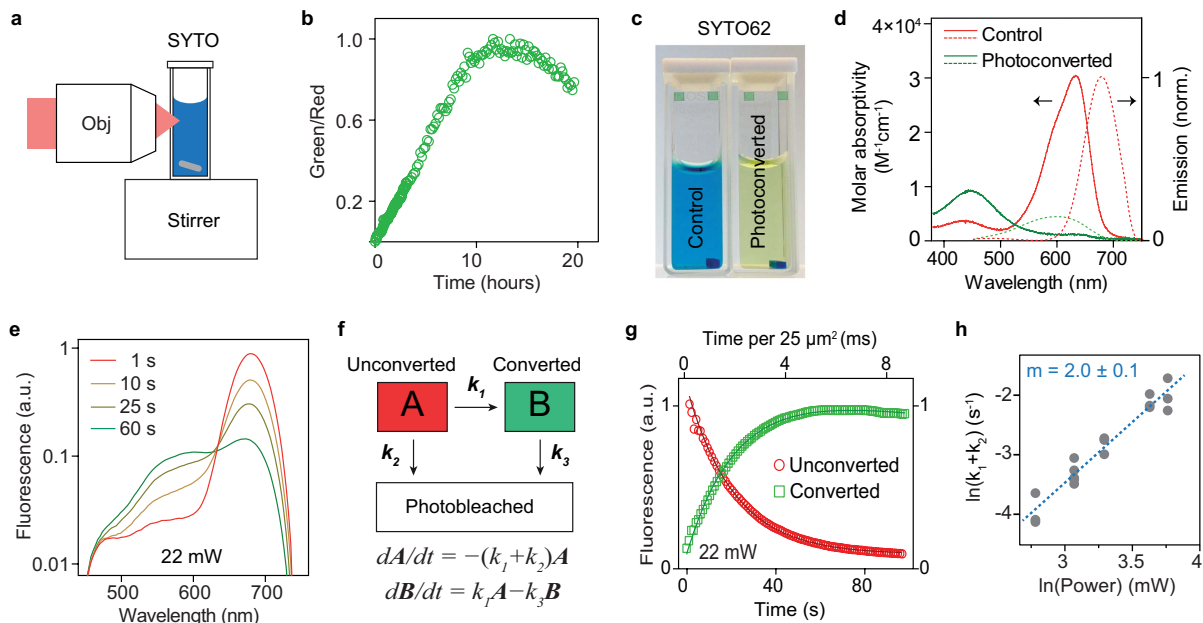 a
SYTO
Obj
Stirrer
b
Green/Red
1.0
0.6
0.2
0
10
20
Time (hours)
c
SYTO62
Control
Photoconverted
d
Control
Photoconverted
Molar absorptivity
(M⁻¹cm⁻¹)
4×10⁴
3
2
1
0
1
0
Emission (norm.)
400
500
600
700
Wavelength (nm)
e
Fluorescence (a.u.)
1
0.1
0.01
1 s
10 s
25 s
60 s
22 mW
500
600
700
Wavelength (nm)
f
Unconverted
Converted
A
k₁
B
k₂
k₃
Photobleached
dA/dt = −(k₁+k₂)A
dB/dt = k₁A−k₃B
g
Time per 25 µm² (ms)
0
4
8
Fluorescence (a.u.)
1
0
1
0
Unconverted
Converted
22 mW
0
40
80
Time (s)
h
m = 2.0 ± 0.1
ln(k₁+k₂) (s⁻¹)
-2
-3
-4
3
3.5
4
ln(Power) (mW)